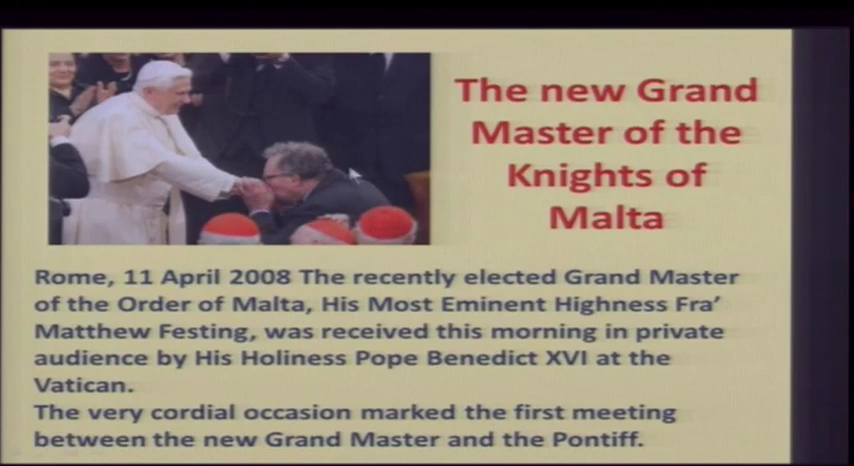 The new Grand
Master of the
Knights of
Malta
Rome, 11 April 2008 The recently elected Grand Master
of the Order of Malta, His Most Eminent Highness Fra’
Matthew Festing, was received this morning in private
audience by His Holiness Pope Benedict XVI at the
Vatican.
The very cordial occasion marked the first meeting
between the new Grand Master and the Pontiff.